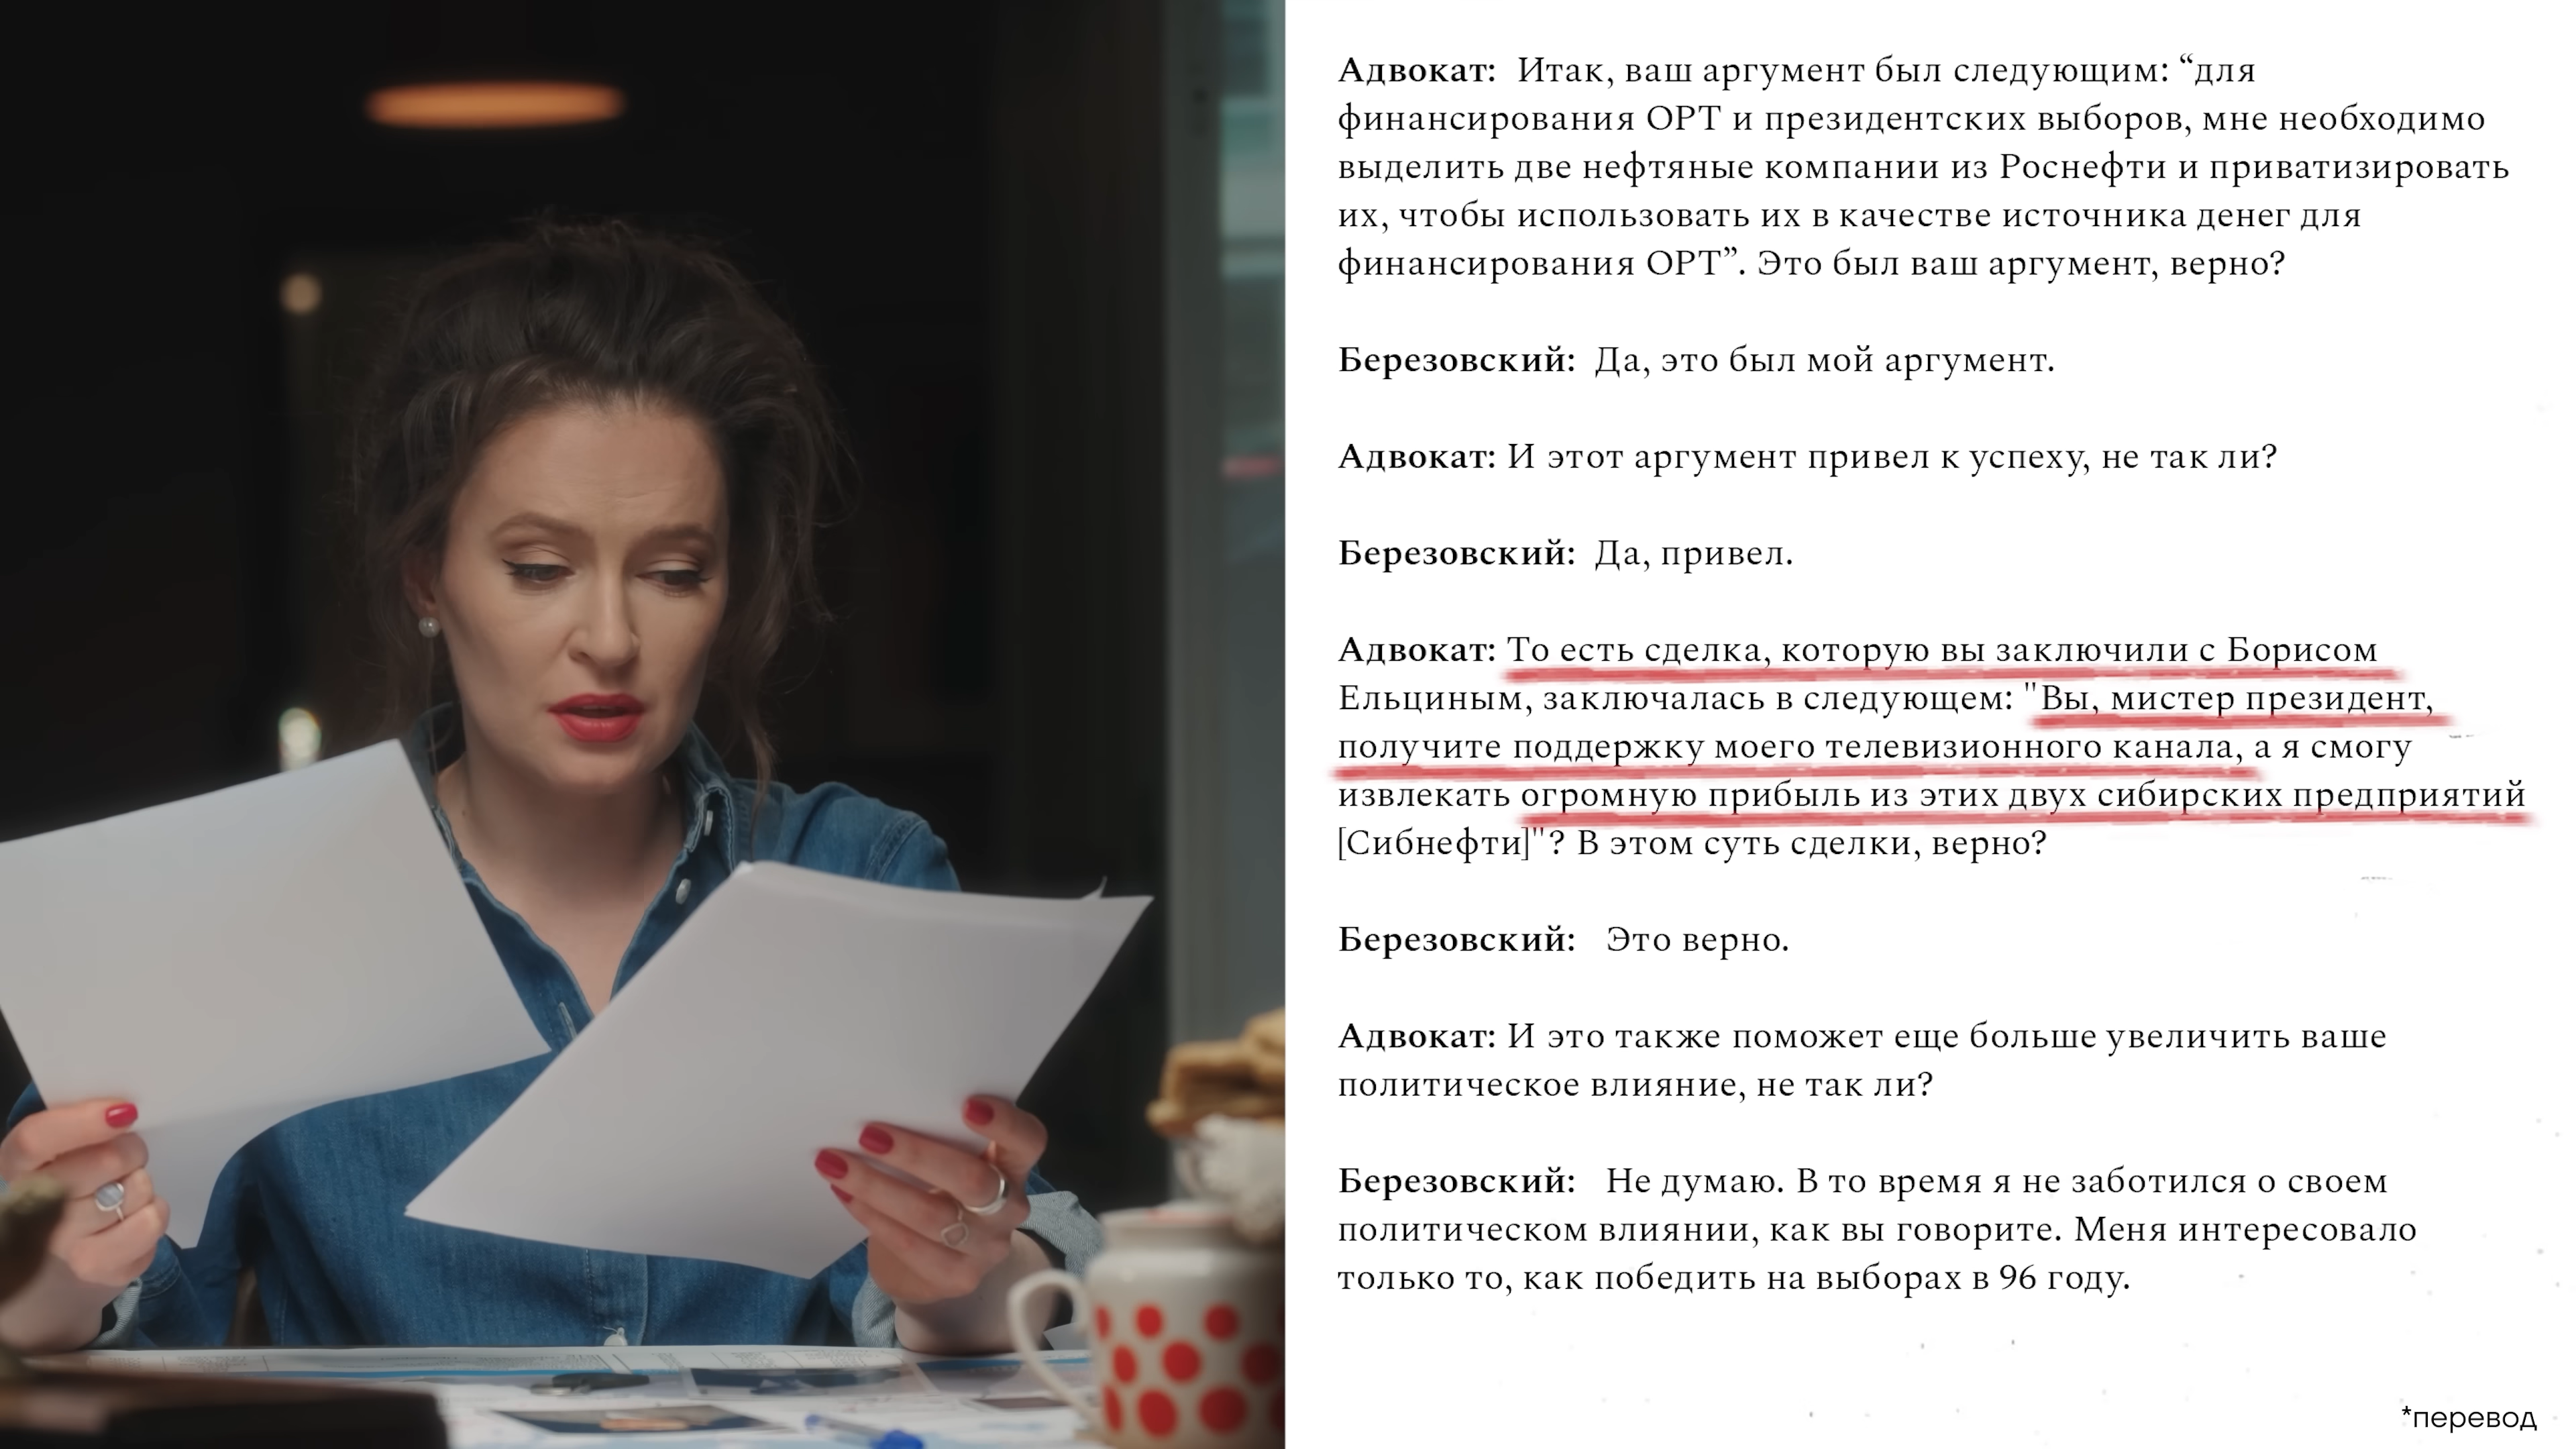 Адвокат: Итак, ваш аргумент был следующим: “для
финансирования ОРТ и президентских выборов, мне необходимо
выделить две нефтяные компании из Роснефти и приватизировать
их, чтобы использовать их в качестве источника денег для
финансирования ОРТ”. Это был ваш аргумент, верно?
Березовский: Да, это был мой аргумент.
Адвокат: И этот аргумент привел к успеху, не так ли?
Березовский: Да, привел.
Адвокат: То есть сделка, которую вы заключили с Борисом
Ельциным, заключалась в следующем: "Вы, мистер президент,
получите поддержку моего телевизионного канала, а я смогу
извлекать огромную прибыль из этих двух сибирских предприятий
[Сибнефти]"? В этом суть сделки, верно?
Березовский: Это верно.
Адвокат: И это также поможет еще больше увеличить ваше
политическое влияние, не так ли?
Березовский: Не думаю. В то время я не заботился о своем
политическом влиянии, как вы говорите. Меня интересовало
только то, как победить на выборах в 96 году.
*перевод